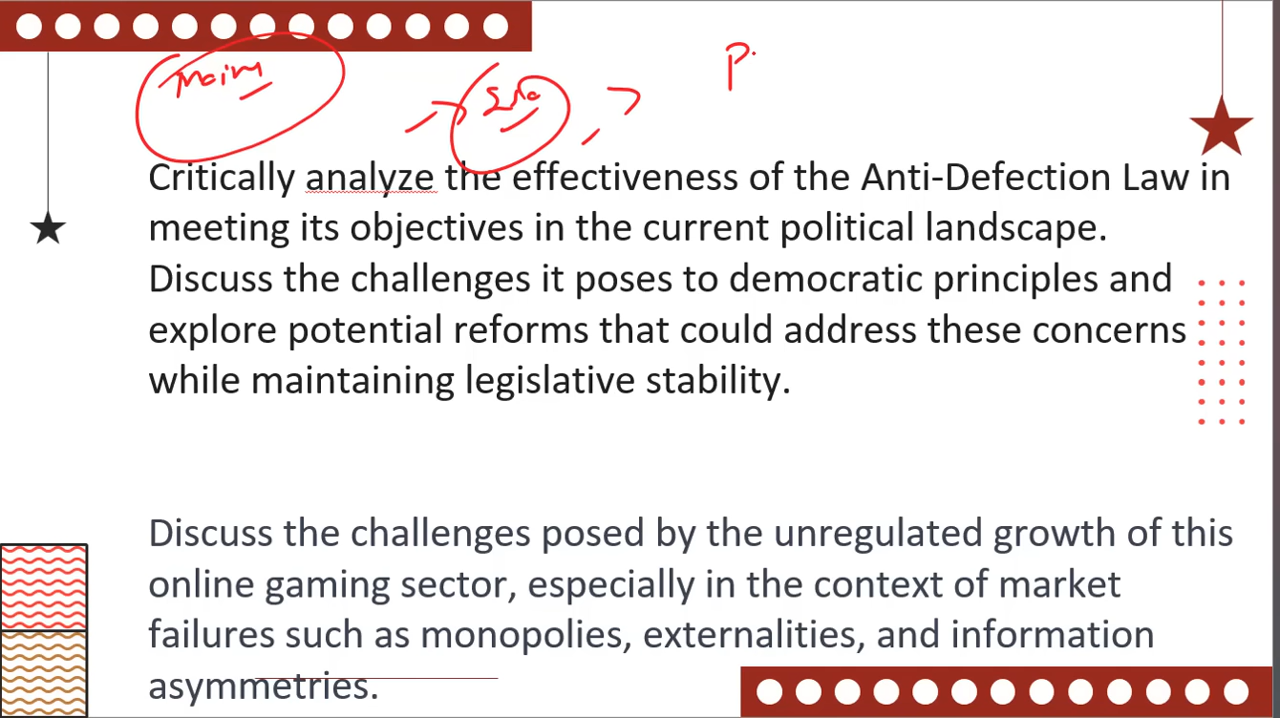 Mains
P.
Critically analyze the effectiveness of the Anti-Defection Law in
meeting its objectives in the current political landscape.
Discuss the challenges it poses to democratic principles and
explore potential reforms that could address these concerns
while maintaining legislative stability.
Discuss the challenges posed by the unregulated growth of this
online gaming sector, especially in the context of market
failures such as monopolies, externalities, and information
asymmetries.